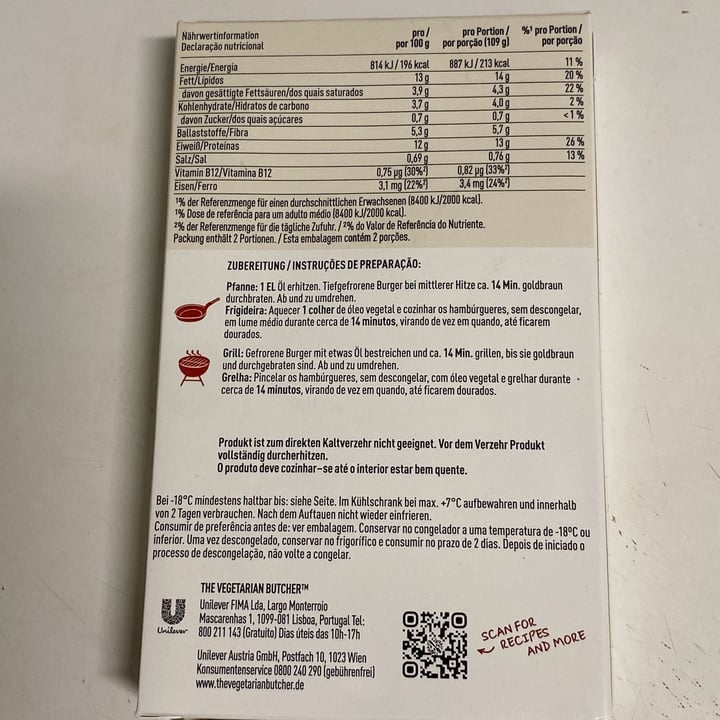 Nährwertinformation
Declaração nutricional
pro /
por 100 g
pro Portion /
por porção (109 g)
%¹ pro Portion /
por porção
Energie/Energia 814 kJ / 196 kcal 887 kJ / 213 kcal 11 %
Fett/Lípidos 13 g 14 g 20 %
davon gesättigte Fettsäuren/dos quais saturados 3,9 g 4,3 g 22 %
Kohlenhydrate/Hidratos de carbono 3,7 g 4,0 g 2 %
davon Zucker/dos quais açúcares 0,7 g 0,7 g <1 %
Ballaststoffe/Fibra 5,3 g 5,7 g
Eiweiß/Proteínas 12 g 13 g 26 %
Salz/Sal 0,69 g 0,76 g 13 %
Vitamin B12/Vitamina B12 0,75 µg (30%²) 0,82 µg (33%²)
Eisen/Ferro 3,1 mg (22%²) 3,4 mg (24%²)
¹% der Referenzmenge für einen durchschnittlichen Erwachsenen (8400 kJ/2000 kcal).
¹% Dose de referência para um adulto médio (8400 kJ/2000 kcal).
²% der Referenzmenge für die tägliche Zufuhr. / ²% do Valor de Referência do Nutriente.
Packung enthält 2 Portionen. / Esta embalagem contém 2 porções.
ZUBEREITUNG / INSTRUÇÕES DE PREPARAÇÃO:
Pfanne: 1 EL Öl erhitzen. Tiefgefrorene Burger bei mittlerer Hitze ca. 14 Min. goldbraun
durchbraten. Ab und zu umdrehen.
Frigideira: Aquecer 1 colher de óleo vegetal e cozinhar os hambúrgueres, sem descongelar,
em lume médio durante cerca de 14 minutos, virando de vez em quando, até ficarem
dourados.
Grill: Gefrorene Burger mit etwas Öl bestreichen und ca. 14 Min. grillen, bis sie goldbraun
und durchgebraten sind. Ab und zu umdrehen.
Grelha: Pincelar os hambúrgueres, sem descongelar, com óleo vegetal e grelhar durante
cerca de 14 minutos, virando de vez em quando, até ficarem dourados.
Produkt ist zum direkten Kaltverzehr nicht geeignet. Vor dem Verzehr Produkt
vollständig durcherhitzen.
O produto deve cozinhar-se até o interior estar bem quente.
Bei -18°C mindestens haltbar bis: siehe Seite. Im Kühlschrank bei max. +7°C aufbewahren und innerhalb
von 2 Tagen verbrauchen. Nach dem Auftauen nicht wieder einfrieren.
Consumir de preferência antes de: ver embalagem. Conservar no congelador a uma temperatura de -18ºC ou
inferior. Uma vez descongelado, conservar no frigorífico e consumir no prazo de 2 dias. Depois de iniciado o
processo de descongelação, não volte a congelar.
THE VEGETARIAN BUTCHER™
Unilever FIMA Lda, Largo Monterroio
Mascarenhas 1, 1099-081 Lisboa, Portugal Tel:
800 211 143 (Gratuito) Dias úteis das 10h-17h
Unilever
Unilever Austria GmbH, Postfach 10, 1023 Wien
Konsumentenservice 0800 240 290 (gebührenfrei)
www.thevegetarianbutcher.de
SCAN FOR
RECIPES
AND MORE